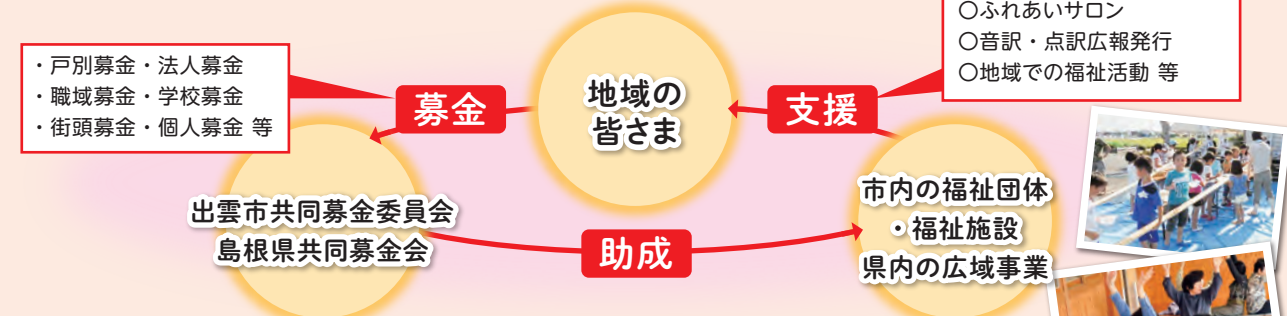 〇ふれあいサロン
〇音訳・点訳広報発行
〇地域での福祉活動 等
・戸別募金・法人募金
・職域募金・学校募金
・街頭募金・個人募金 等
募金
地域の
皆さま
支援
出雲市共同募金委員会
島根県共同募金会
助成
市内の福祉団体
・福祉施設
県内の広域事業